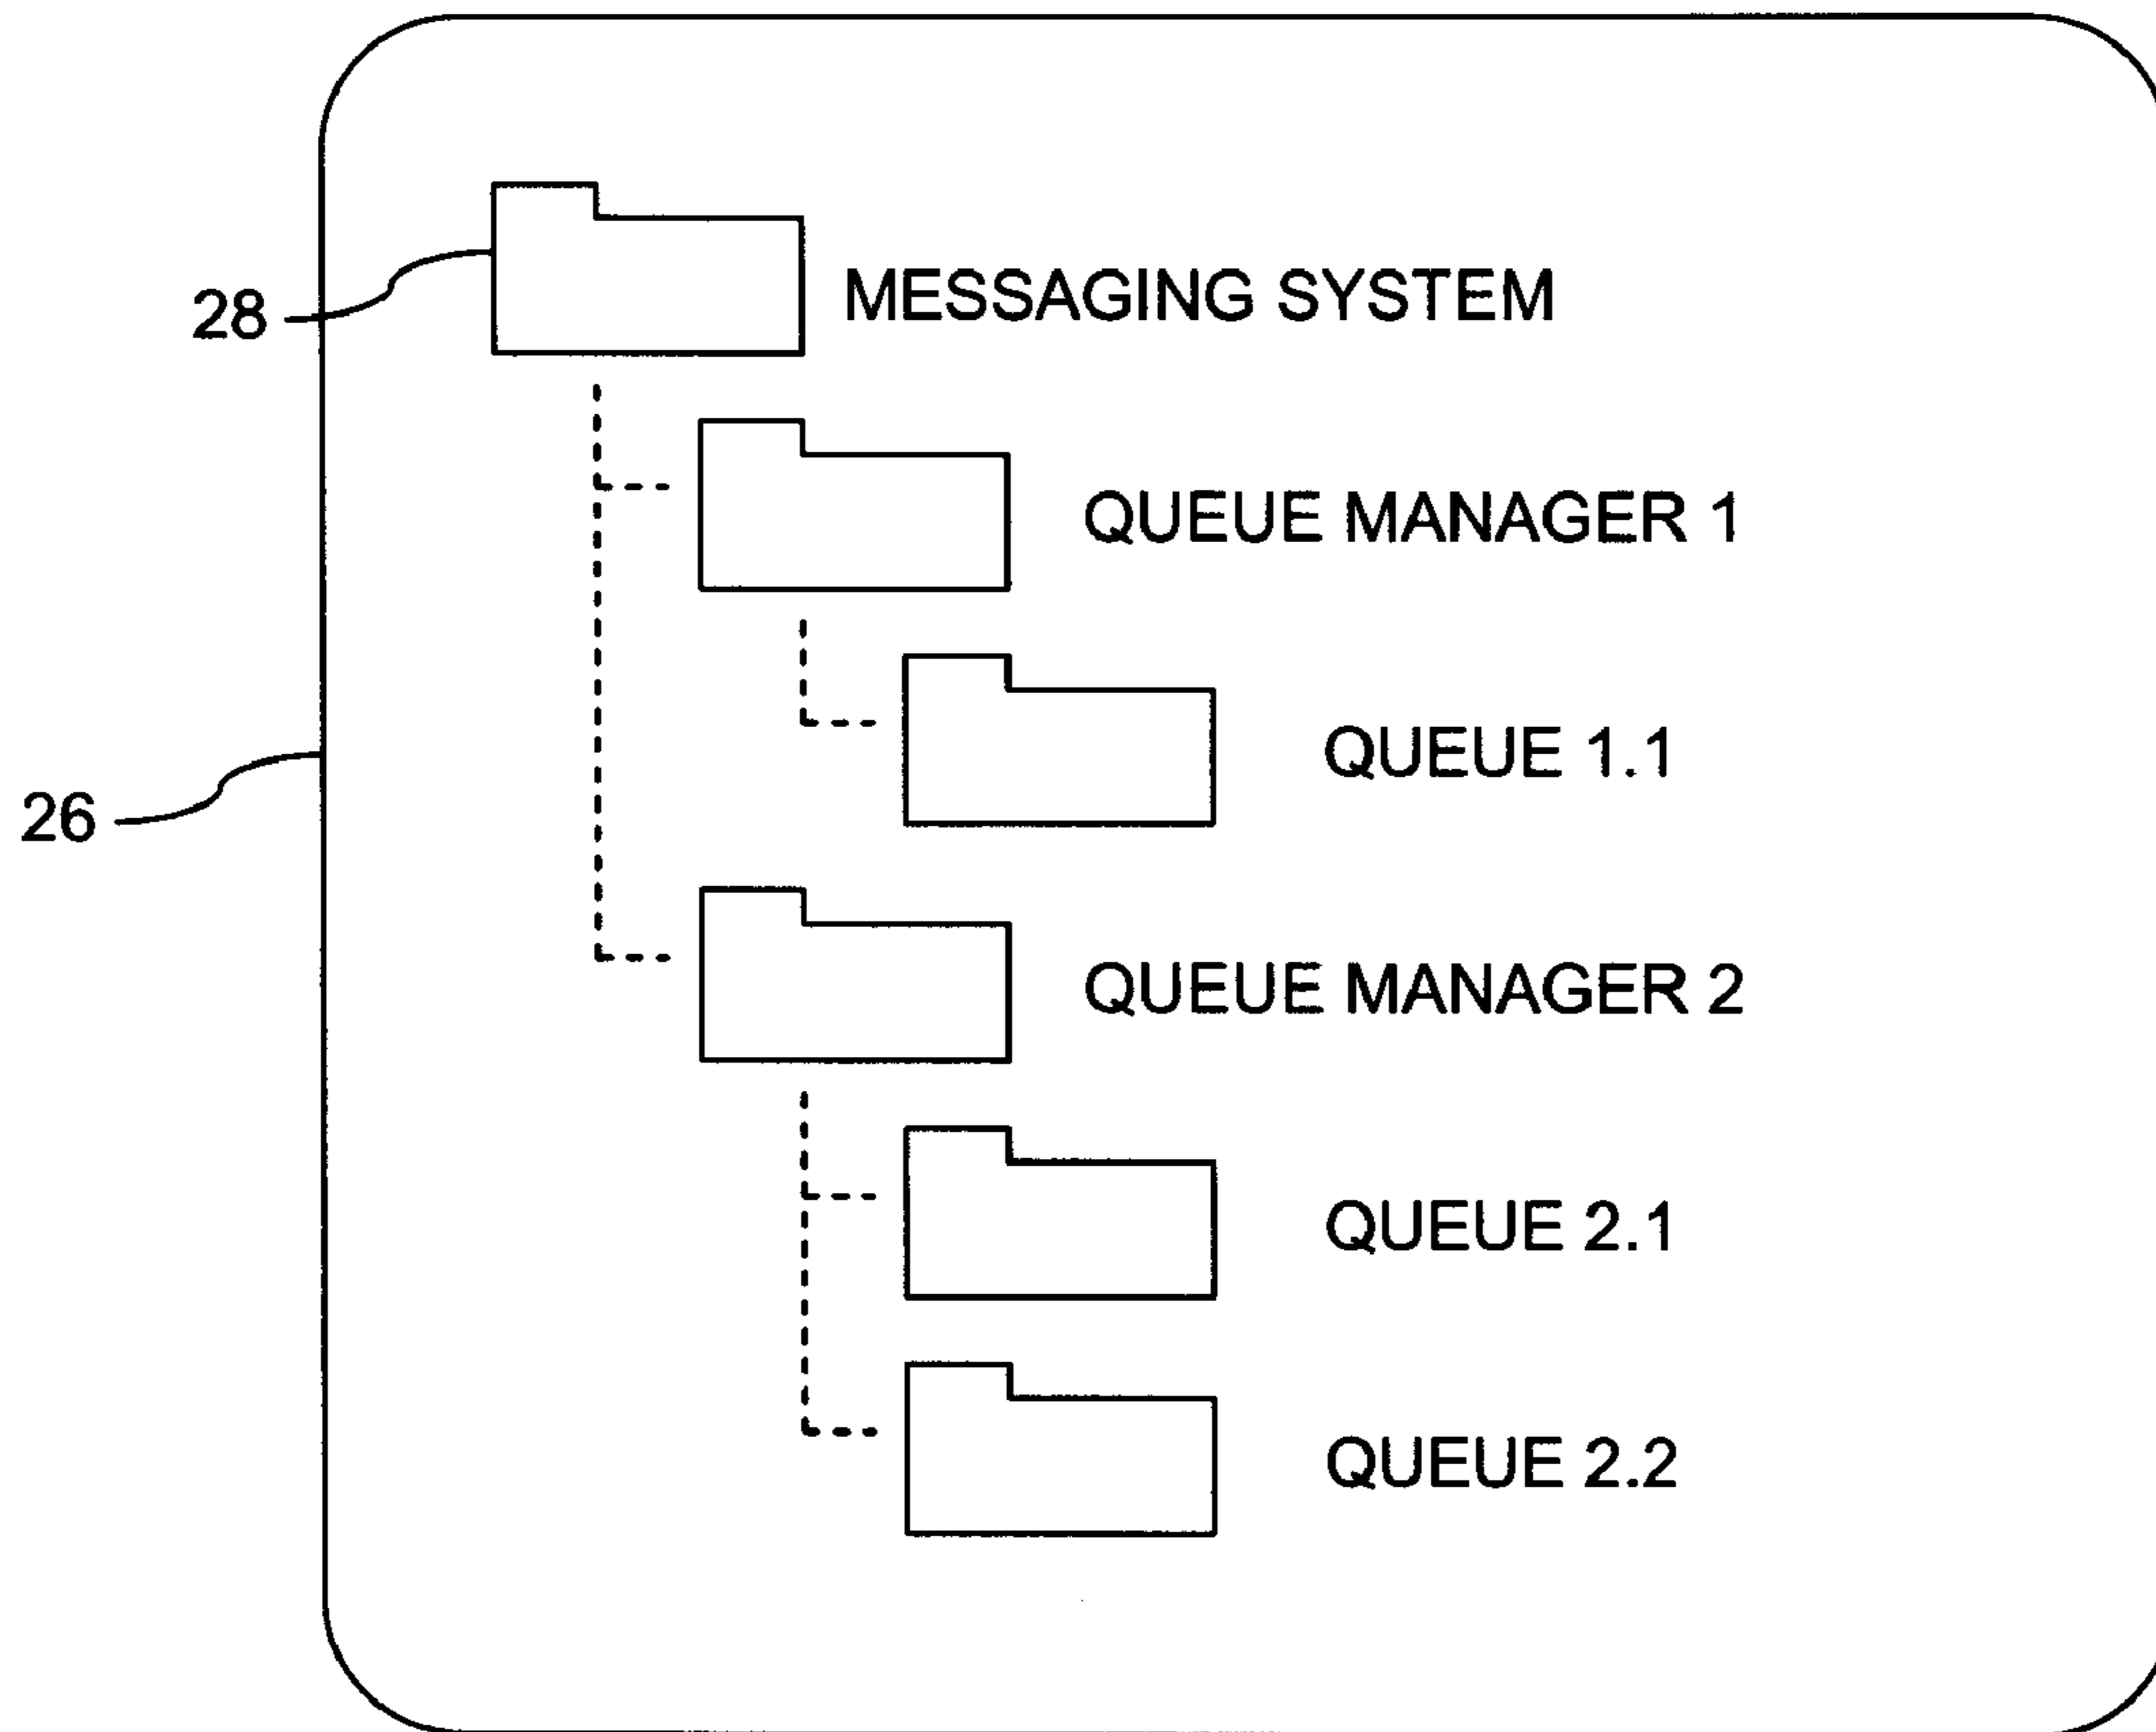 28
MESSAGING SYSTEM
QUEUE MANAGER 1
QUEUE 1.1
26
QUEUE MANAGER 2
QUEUE 2.1
QUEUE 2.2